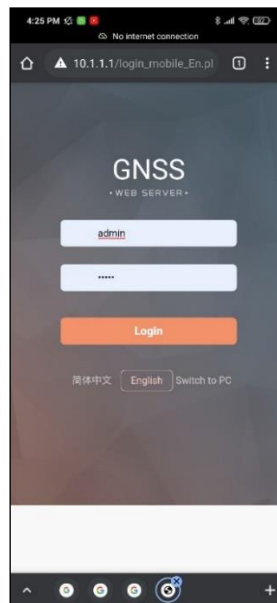 4:25 PM
No internet connection
10.1.1.1/login_mobile_En.pl
1
GNSS
• WEB SERVER •
admin
•••••
Login
简体中文 English Switch to PC